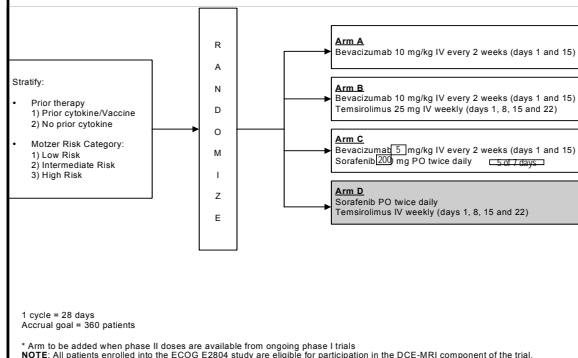 Stratify:
• Prior therapy
1) Prior cytokine/Vaccine
2) No prior cytokine
• Motzer Risk Category:
1) Low Risk
2) Intermediate Risk
3) High Risk
R
A
N
D
O
M
I
Z
E
Arm A
Bevacizumab 10 mg/kg IV every 2 weeks (days 1 and 15)
Arm B
Bevacizumab 10 mg/kg IV every 2 weeks (days 1 and 15)
Temsirolimus 25 mg IV weekly (days 1, 8, 15 and 22)
Arm C
Bevacizumab 5 mg/kg IV every 2 weeks (days 1 and 15)
Sorafenib 200 mg PO twice daily 5 of 7 days
Arm D
Sorafenib PO twice daily
Temsirolimus IV weekly (days 1, 8, 15 and 22)
1 cycle = 28 days
Accrual goal = 360 patients
* Arm to be added when phase II doses are available from ongoing phase I trials
NOTE: All patients enrolled into the ECOG E2804 study are eligible for participation in the DCE-MRI component of the trial.